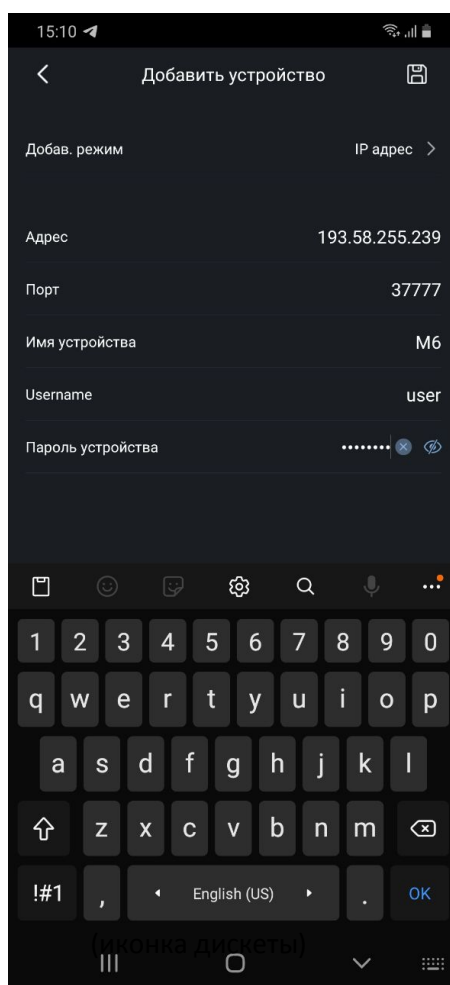 15:10
Добавить устройство
Добав. режим IP адрес
Адрес 193.58.255.239
Порт 37777
Имя устройства M6
Username user
Пароль устройства ••••••••
1 2 3 4 5 6 7 8 9 0
q w e r t y u i o p
a s d f g h j k l
z x c v b n m
!#1 , English (US) . OK
(иконка дискеты)